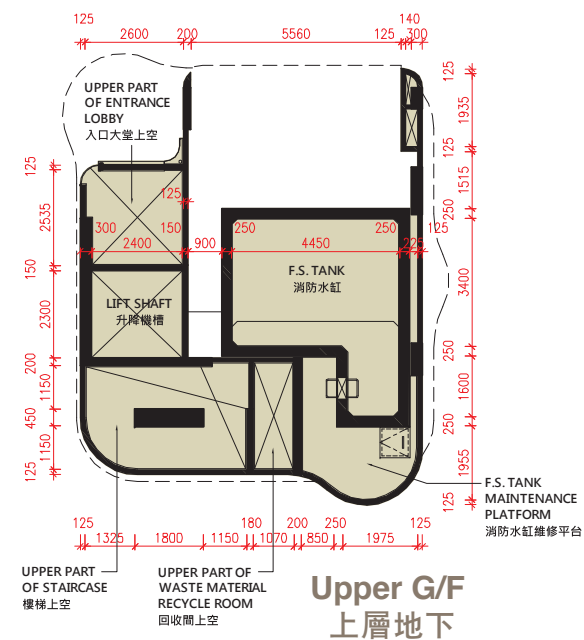 125
140
2600
200
5560
125
300
UPPER PART
OF ENTRANCE
LOBBY
入口大堂上空
125
1935
125
1515
250
125
3400
250
1600
250
1955
125
125
2535
150
2300
200
1150
450
1150
125
125
300
150
250
250
2400
900
4450
225
F.S. TANK
消防水缸
LIFT SHAFT
升降機槽
F.S. TANK
MAINTENANCE
PLATFORM
消防水缸維修平台
125
180
200
250
125
1325
1800
1150
1070
850
1975
UPPER PART
OF STAIRCASE
樓梯上空
UPPER PART OF
WASTE MATERIAL
RECYCLE ROOM
回收間上空
Upper G/F
上層地下